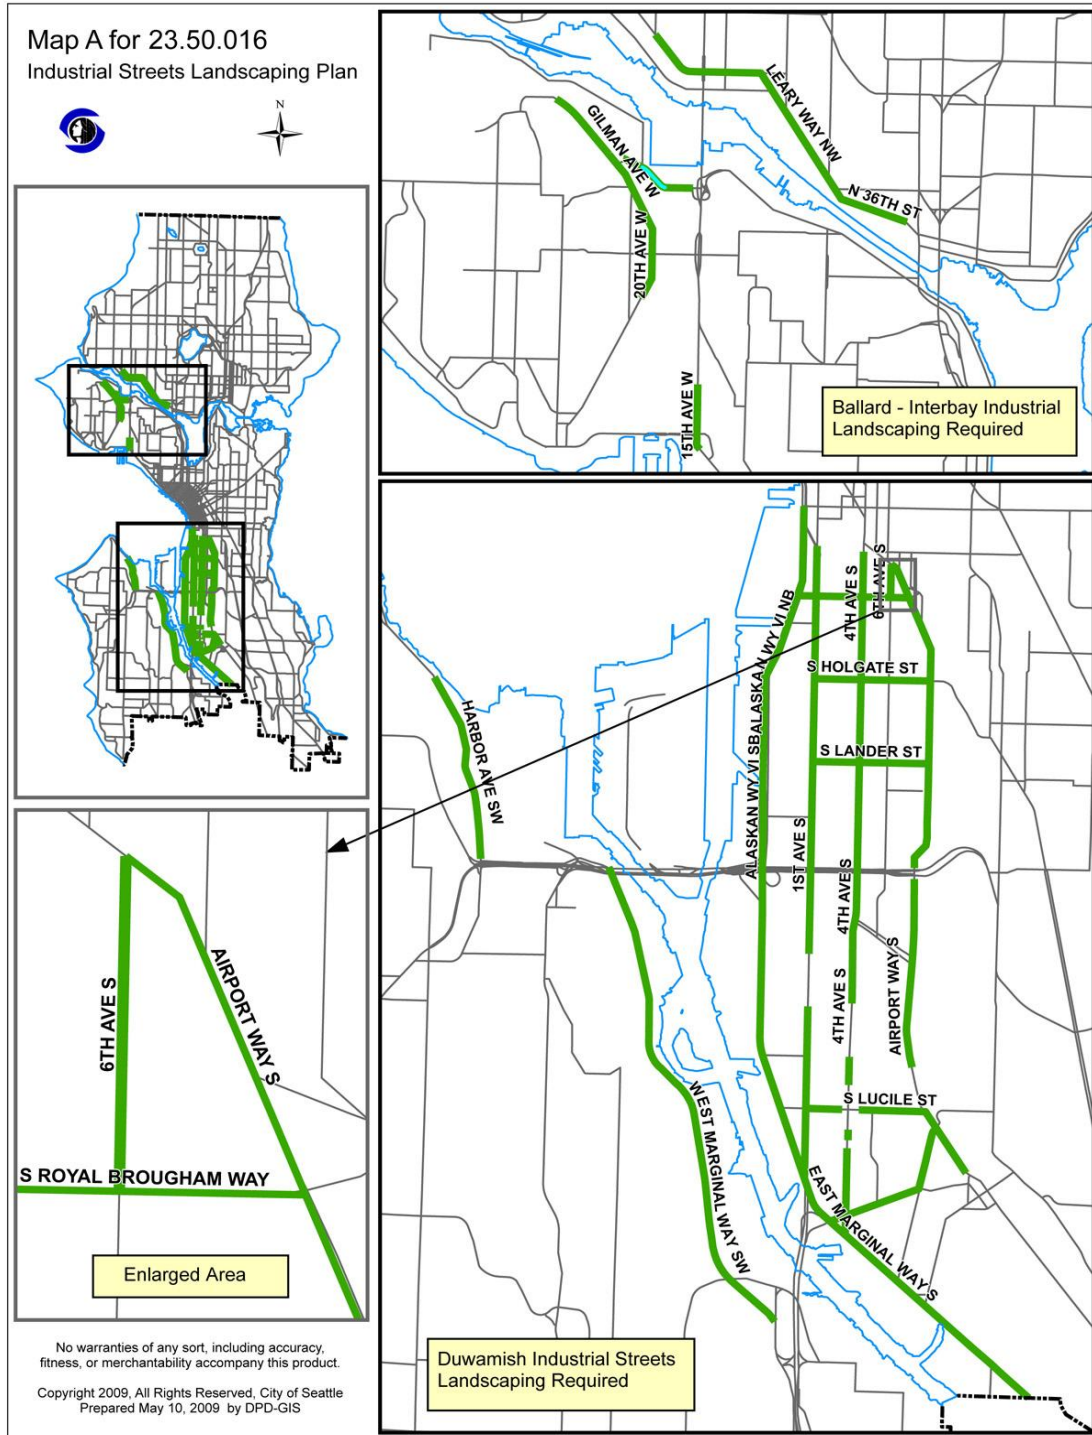 Map A for 23.50.016
Industrial Streets Landscaping Plan
N
LEARY WAY NW
GILMAN AVE W
N 36TH ST
20TH AVE W
15TH AVE W
Ballard - Interbay Industrial
Landscaping Required
6TH AVE S
4TH AVE S
ALASKAN WY VI NB
S HOLGATE ST
HARBOR AVE SW
S LANDER ST
ALASKAN WY VI SB
1ST AVE S
4TH AVE S
4TH AVE S
AIRPORT WAY S
S LUCILE ST
WEST MARGINAL WAY SW
EAST MARGINAL WAY S
Duwamish Industrial Streets
Landscaping Required
6TH AVE S
AIRPORT WAY S
S ROYAL BROUGHAM WAY
Enlarged Area
No warranties of any sort, including accuracy,
fitness, or merchantability accompany this product.
Copyright 2009, All Rights Reserved, City of Seattle
Prepared May 10, 2009 by DPD-GIS